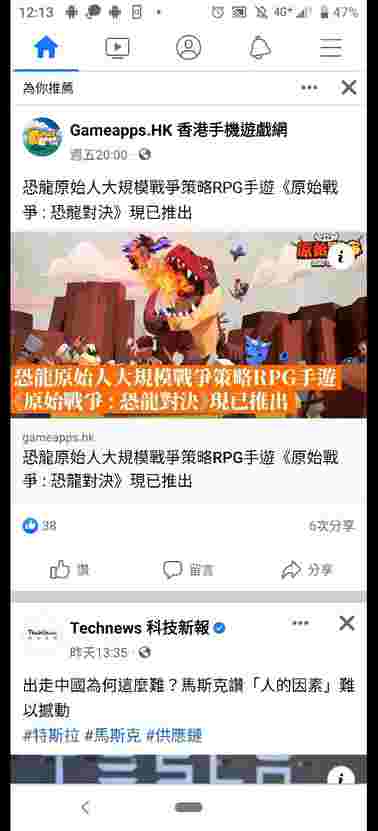 12:13
4G+
47%
為你推薦
Gameapps.HK 香港手機遊戲網
週五20:00 ·
恐龍原始人大規模戰爭策略RPG手遊《原始戰
爭 : 恐龍對決》現已推出
恐龍原始人大規模戰爭策略RPG手遊
《原始戰爭 : 恐龍對決》現已推出
gameapps.hk
恐龍原始人大規模戰爭策略RPG手遊《原始戰
爭 : 恐龍對決》現已推出
38
6次分享
讚
留言
分享
Technews 科技新報
昨天13:35 ·
出走中國為何這麼難？馬斯克讚「人的因素」難
以撼動
#特斯拉 #馬斯克 #供應鏈
TESLA